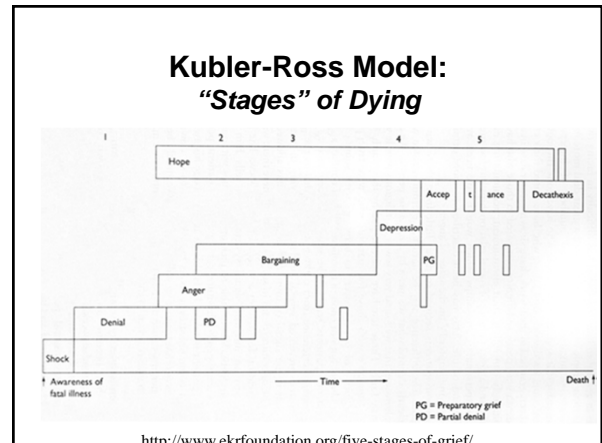 Kubler-Ross Model:
“Stages” of Dying
1 2 3 4 5
Hope
Accep t ance Decathexis
Depression
Bargaining PG
Anger
Denial PD
Shock
↑ Awareness of fatal illness
Time
Death ↑
PG = Preparatory grief
PD = Partial denial
http://www.ekrfoundation.org/five-stages-of-grief/